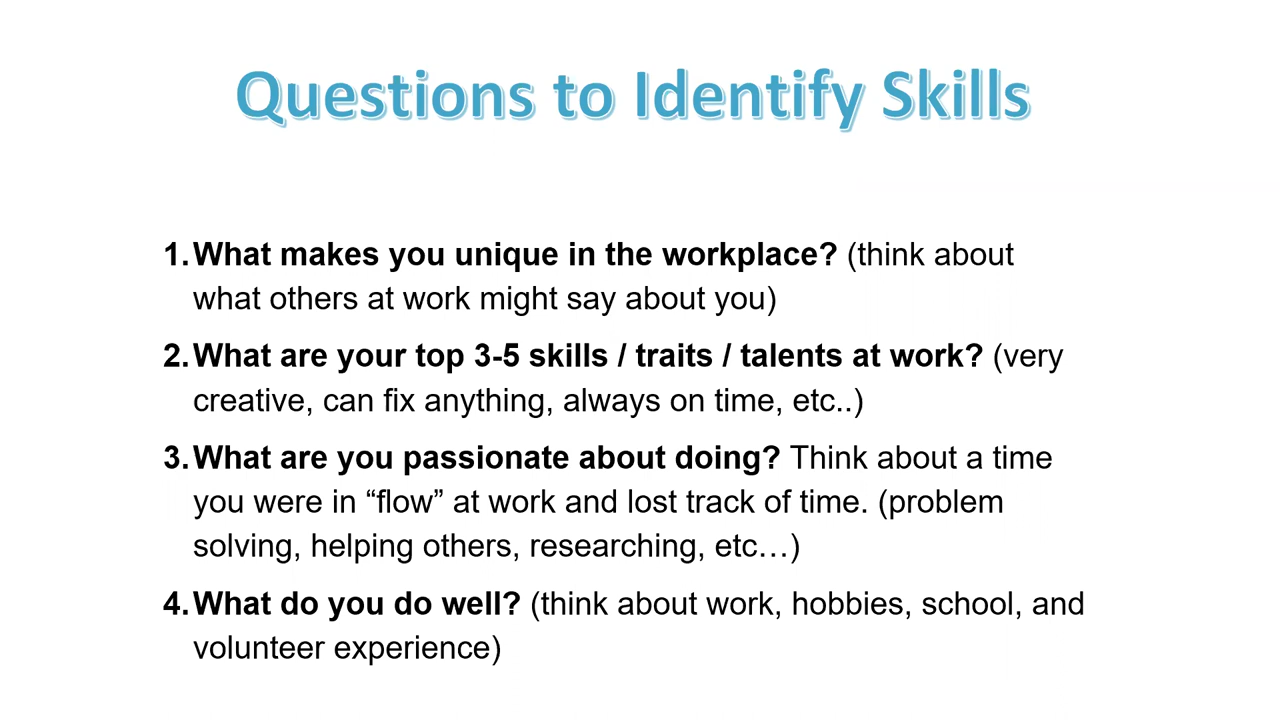 Questions to Identify Skills
1. What makes you unique in the workplace? (think about
what others at work might say about you)
2. What are your top 3-5 skills / traits / talents at work? (very
creative, can fix anything, always on time, etc..)
3. What are you passionate about doing? Think about a time
you were in “flow” at work and lost track of time. (problem
solving, helping others, researching, etc…)
4. What do you do well? (think about work, hobbies, school, and
volunteer experience)